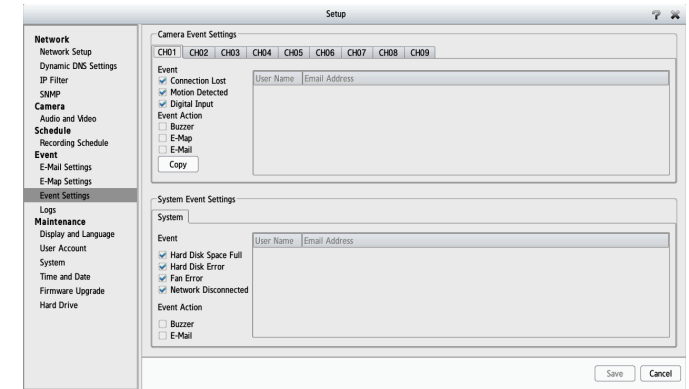 Setup
?
Network
Network Setup
Dynamic DNS Settings
IP Filter
SNMP
Camera
Audio and Video
Schedule
Recording Schedule
Event
E-Mail Settings
E-Map Settings
Event Settings
Logs
Maintenance
Display and Language
User Account
System
Time and Date
Firmware Upgrade
Hard Drive
Camera Event Settings
CH01 CH02 CH03 CH04 CH05 CH06 CH07 CH08 CH09
Event
Connection Lost
Motion Detected
Digital Input
Event Action
Buzzer
E-Map
E-Mail
Copy
User Name Email Address
System Event Settings
System
Event
Hard Disk Space Full
Hard Disk Error
Fan Error
Network Disconnected
Event Action
Buzzer
E-Mail
User Name Email Address
Save Cancel